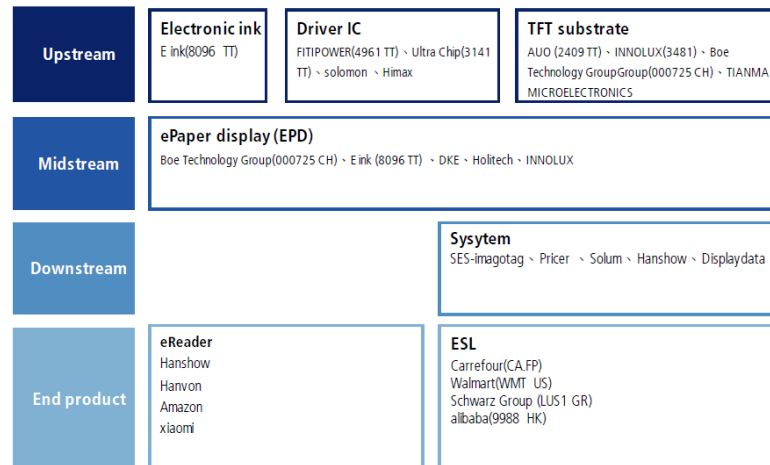 Upstream
Electronic ink
E ink(8096 TT)
Driver IC
FITIPOWER(4961 TT)、Ultra Chip(3141
TT)、solomon、Himax
TFT substrate
AUO (2409 TT)、INNOLUX(3481)、Boe
Technology GroupGroup(000725 CH)、TIANMA
MICROELECTRONICS
Midstream
ePaper display (EPD)
Boe Technology Group(000725 CH)、E ink (8096 TT)、DKE、Holitech、INNOLUX
Downstream
Sysytem
SES-imagotag、Pricer、Solum、Hanshow、Displaydata
End product
eReader
Hanshow
Hanvon
Amazon
xiaomi
ESL
Carrefour(CA.FP)
Walmart(WMT US)
Schwarz Group (LUS1 GR)
alibaba(9988 HK)